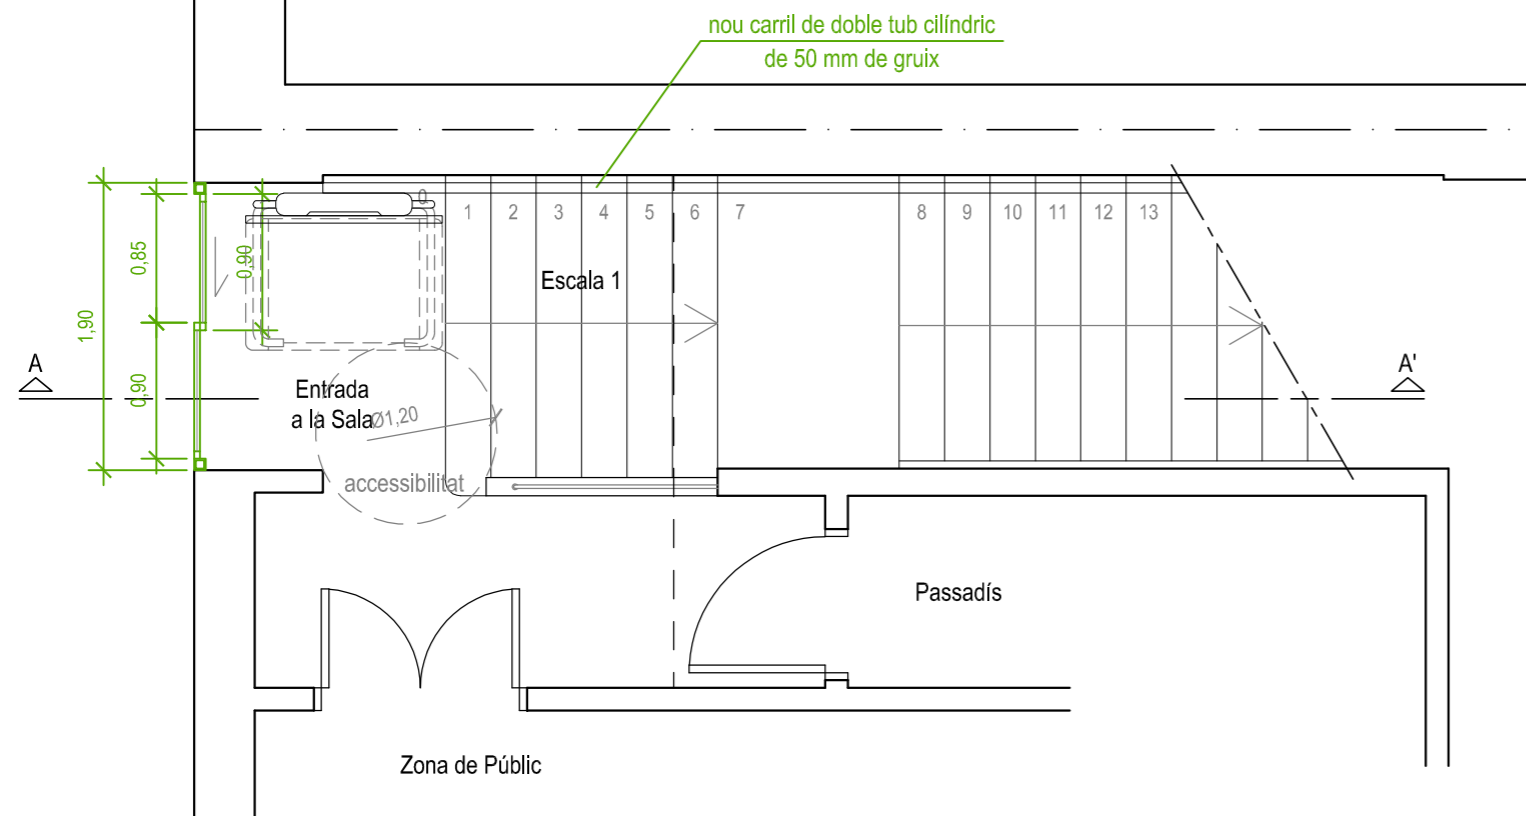 nou carril de doble tub cilíndric
de 50 mm de gruix
0
1 2 3 4 5 6 7 8 9 10 11 12 13
0,85
0,90
1,90
0,90
Escala 1
A
A'
Entrada
a la Sala
Ø1,20
accessibilitat
Passadís
Zona de Públic